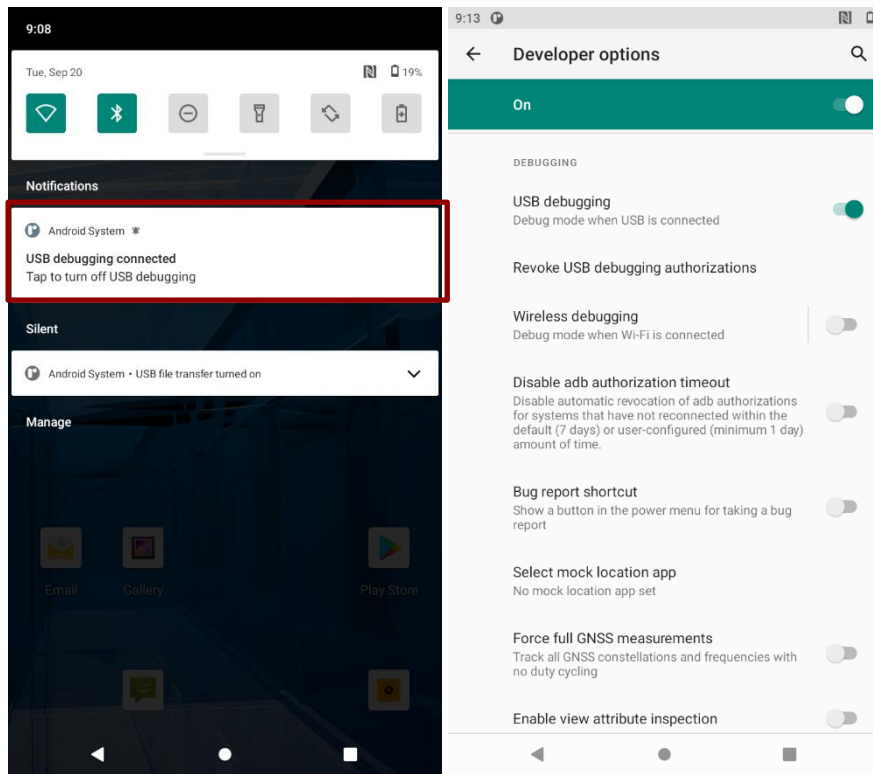 9:08
Tue, Sep 20
19%
Notifications
Android System
USB debugging connected
Tap to turn off USB debugging
Silent
Android System • USB file transfer turned on
Manage
Email
Gallery
Play Store
9:13
Developer options
On
DEBUGGING
USB debugging
Debug mode when USB is connected
Revoke USB debugging authorizations
Wireless debugging
Debug mode when Wi-Fi is connected
Disable adb authorization timeout
Disable automatic revocation of adb authorizations
for systems that have not reconnected within the
default (7 days) or user-configured (minimum 1 day)
amount of time.
Bug report shortcut
Show a button in the power menu for taking a bug
report
Select mock location app
No mock location app set
Force full GNSS measurements
Track all GNSS constellations and frequencies with
no duty cycling
Enable view attribute inspection